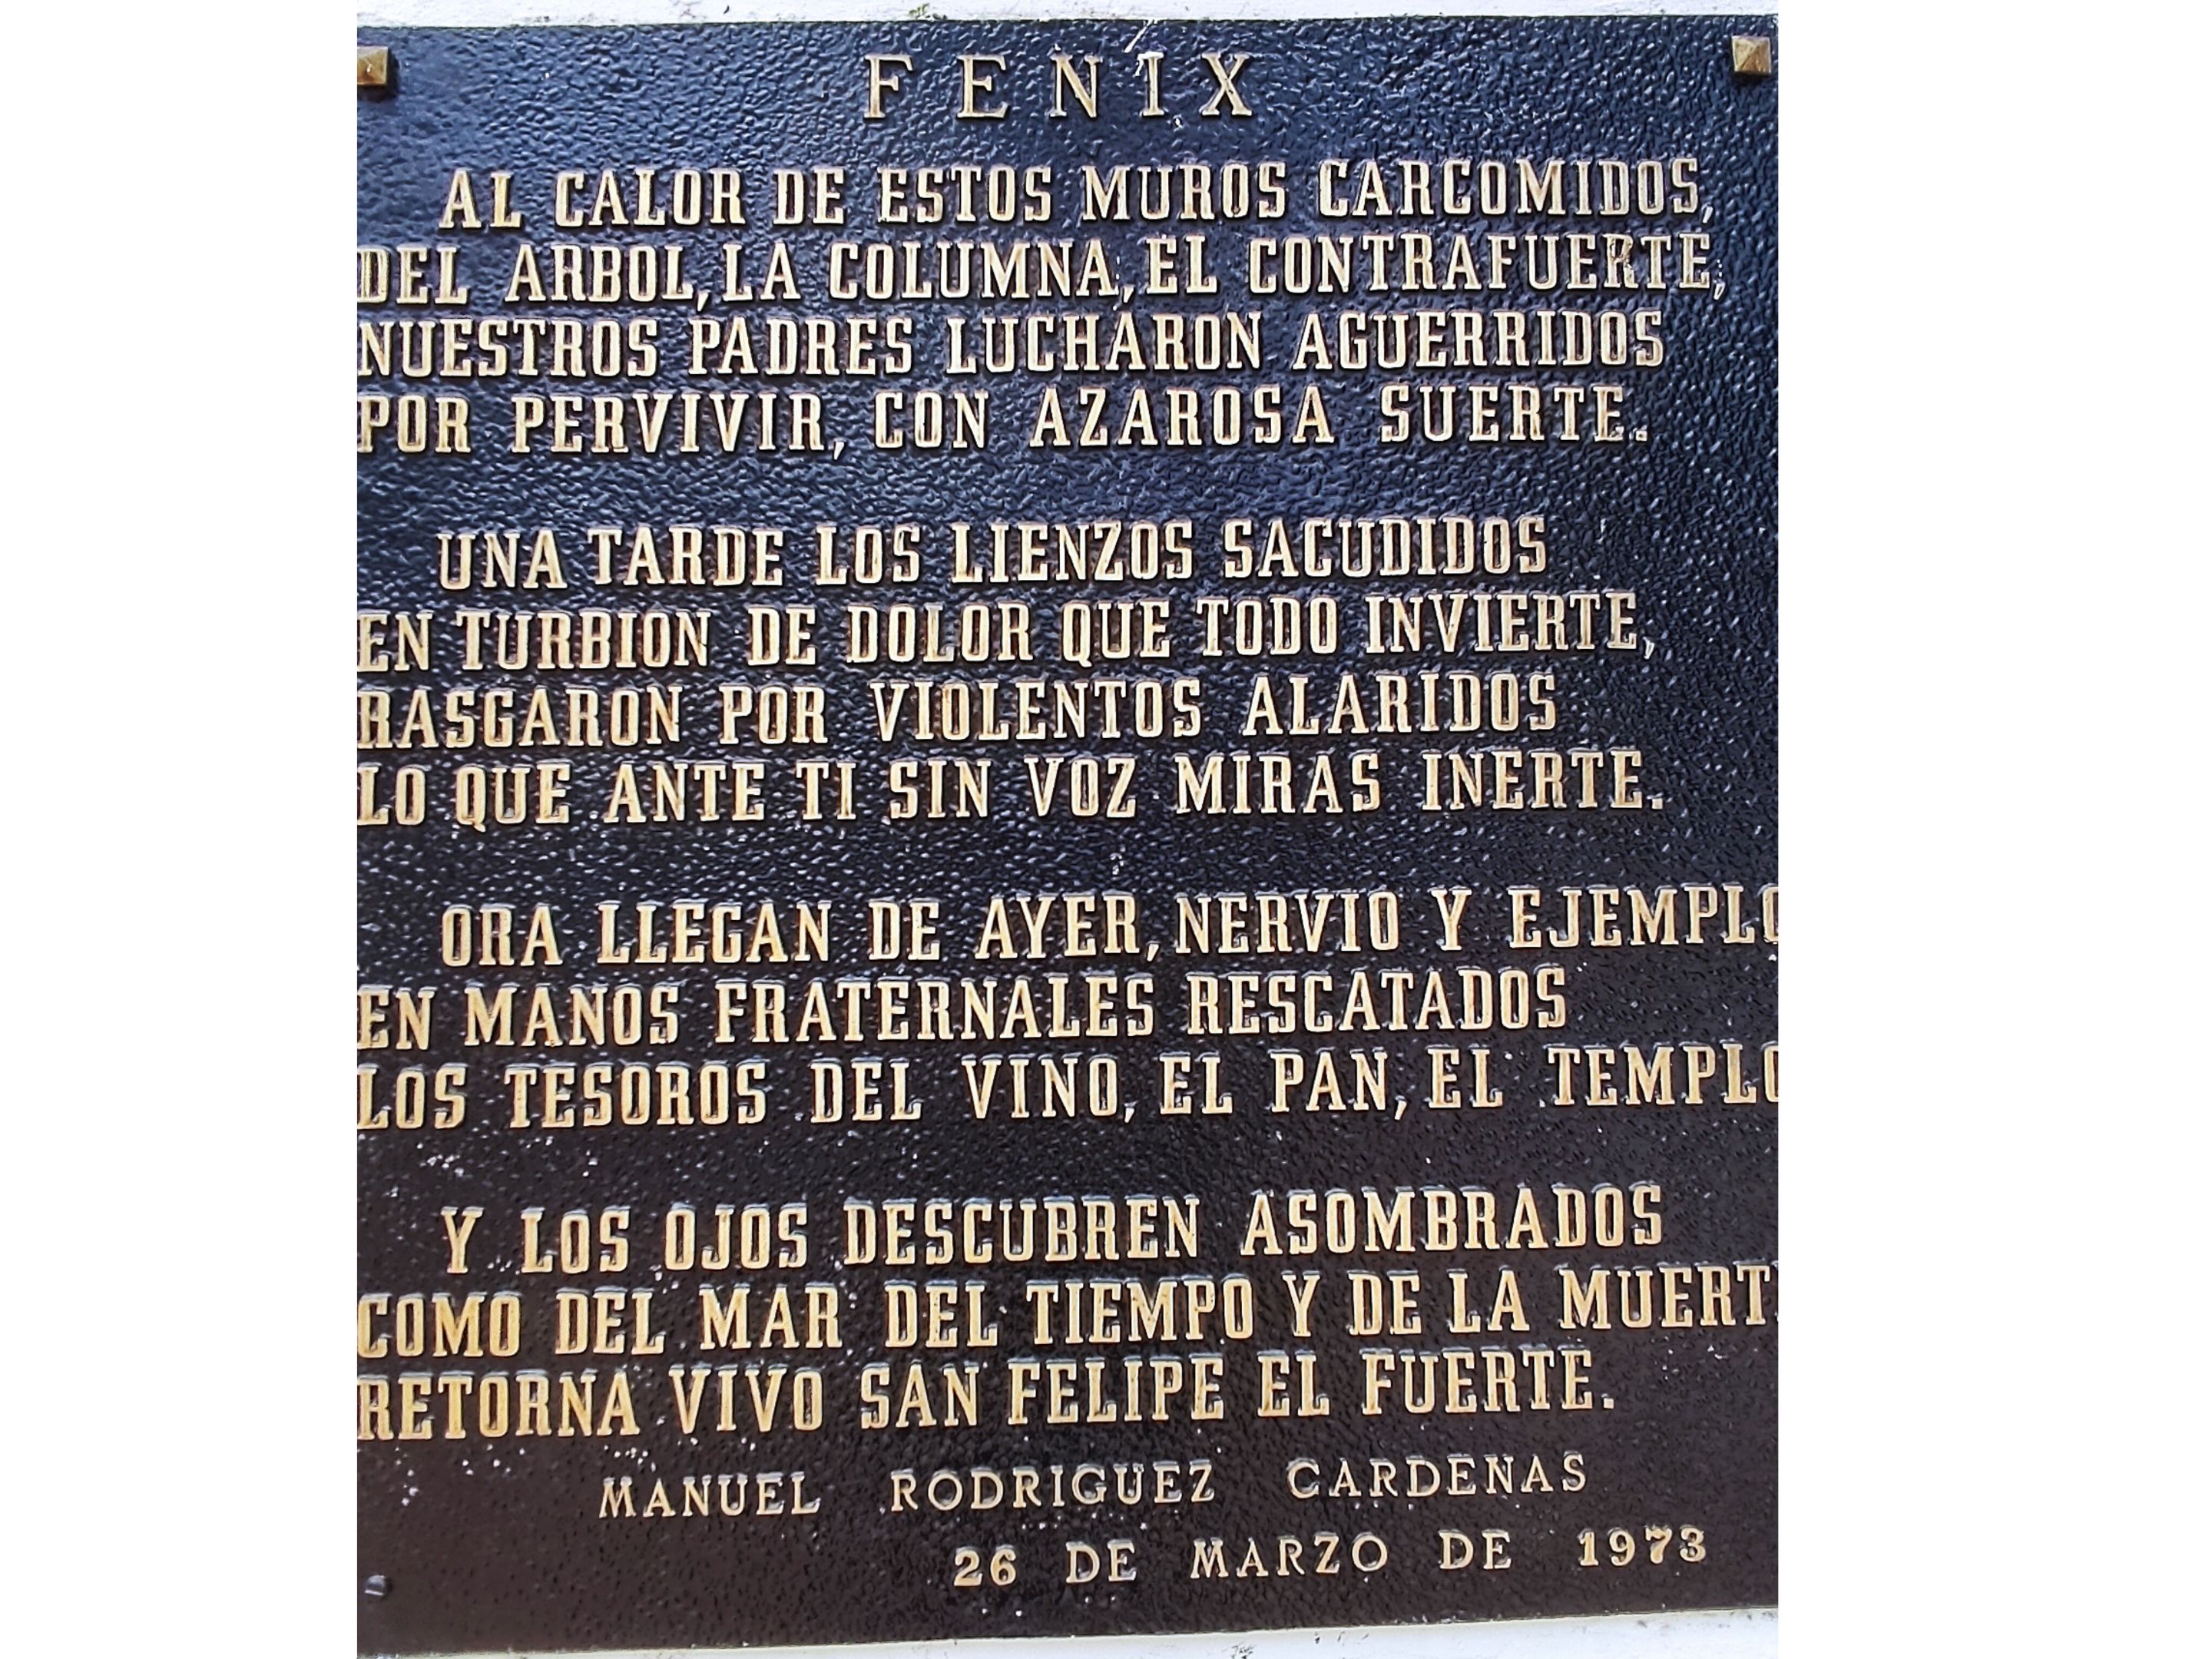 FENIX
AL CALOR DE ESTOS MUROS CARCOMIDOS,
DEL ARBOL, LA COLUMNA, EL CONTRAFUERTE,
NUESTROS PADRES LUCHARON AGUERRIDOS
POR PERVIVIR, CON AZAROSA SUERTE.
UNA TARDE LOS LIENZOS SACUDIDOS
EN TURBION DE DOLOR QUE TODO INVIERTE,
RASGARON POR VIOLENTOS ALARIDOS
LO QUE ANTE TI SIN VOZ MIRAS INERTE.
ORA LLEGAN DE AYER, NERVIO Y EJEMPLO
EN MANOS FRATERNALES RESCATADOS
LOS TESOROS DEL VINO, EL PAN, EL TEMPLO
Y LOS OJOS DESCUBREN ASOMBRADOS
COMO DEL MAR DEL TIEMPO Y DE LA MUERT
RETORNA VIVO SAN FELIPE EL FUERTE.
MANUEL RODRIGUEZ CARDENAS
26 DE MARZO DE 1973